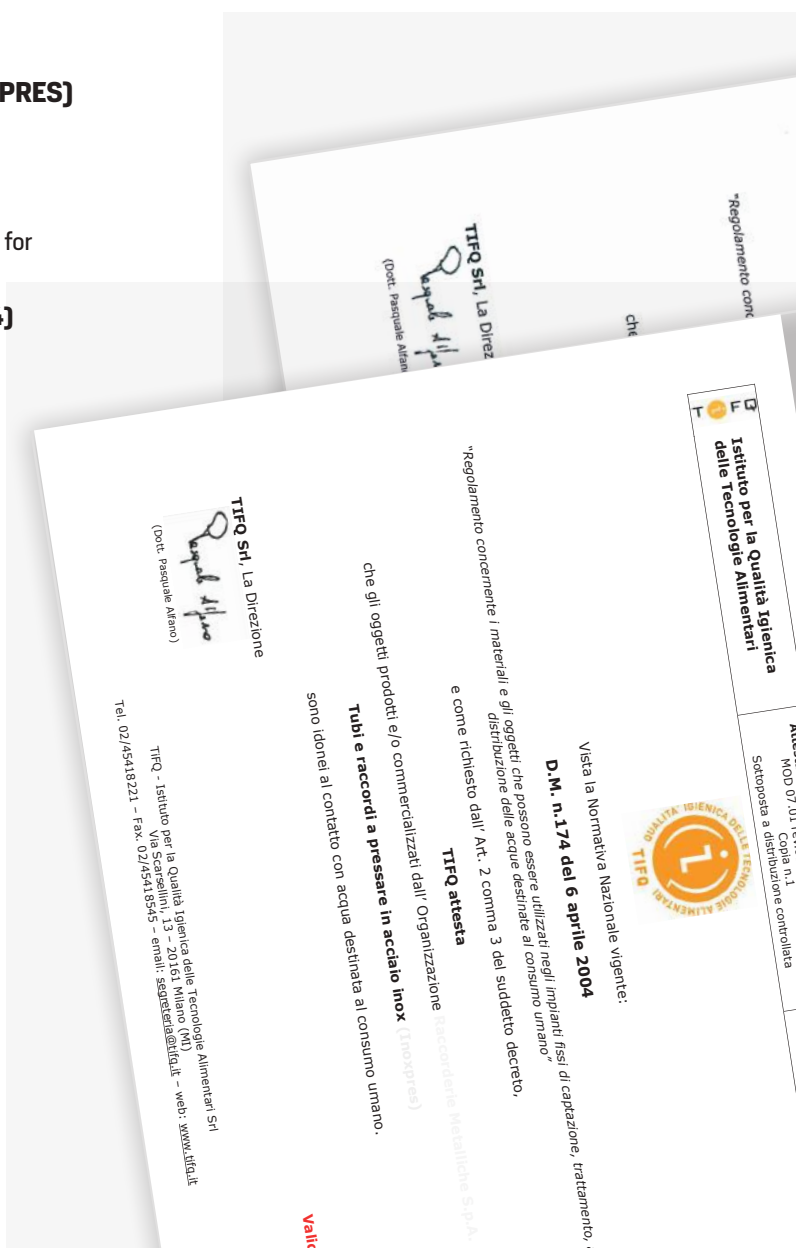 PRES)
for
)
"Regolamento conc
che
TIFQ Srl, La Direz
(Dott. Pasquale Alfan
T i F Q
Istituto per la Qualità Igienica
delle Tecnologie Alimentari
MOD 07.01
Copia n.1
Sottoposta a distribuzione controllata
QUALITA' IGIENICA DELLE TECNOLOGIE ALIMENTARI
TIFQ
Vista la Normativa Nazionale vigente:
D.M. n.174 del 6 aprile 2004
"Regolamento concernente i materiali e gli oggetti che possono essere utilizzati negli impianti fissi di captazione, trattamento,
distribuzione delle acque destinate al consumo umano"
e come richiesto dall' Art. 2 comma 3 del suddetto decreto,
TIFQ attesta
che gli oggetti prodotti e/o commercializzati dall' Organizzazione Raccorderie Metalliche S.p.A.
Tubi e raccordi a pressare in acciaio inox (Inoxpres)
sono idonei al contatto con acqua destinata al consumo umano.
Valid
TIFQ Srl, La Direzione
Pasquale Alfano
(Dott. Pasquale Alfano)
TiFQ - Istituto per la Qualità Igienica delle Tecnologie Alimentari Srl
Via Scarsellini, 13 – 20161 Milano (MI)
Tel. 02/45418221 – Fax. 02/45418545 – email: segreteria@tifq.it – web: www.tifq.it